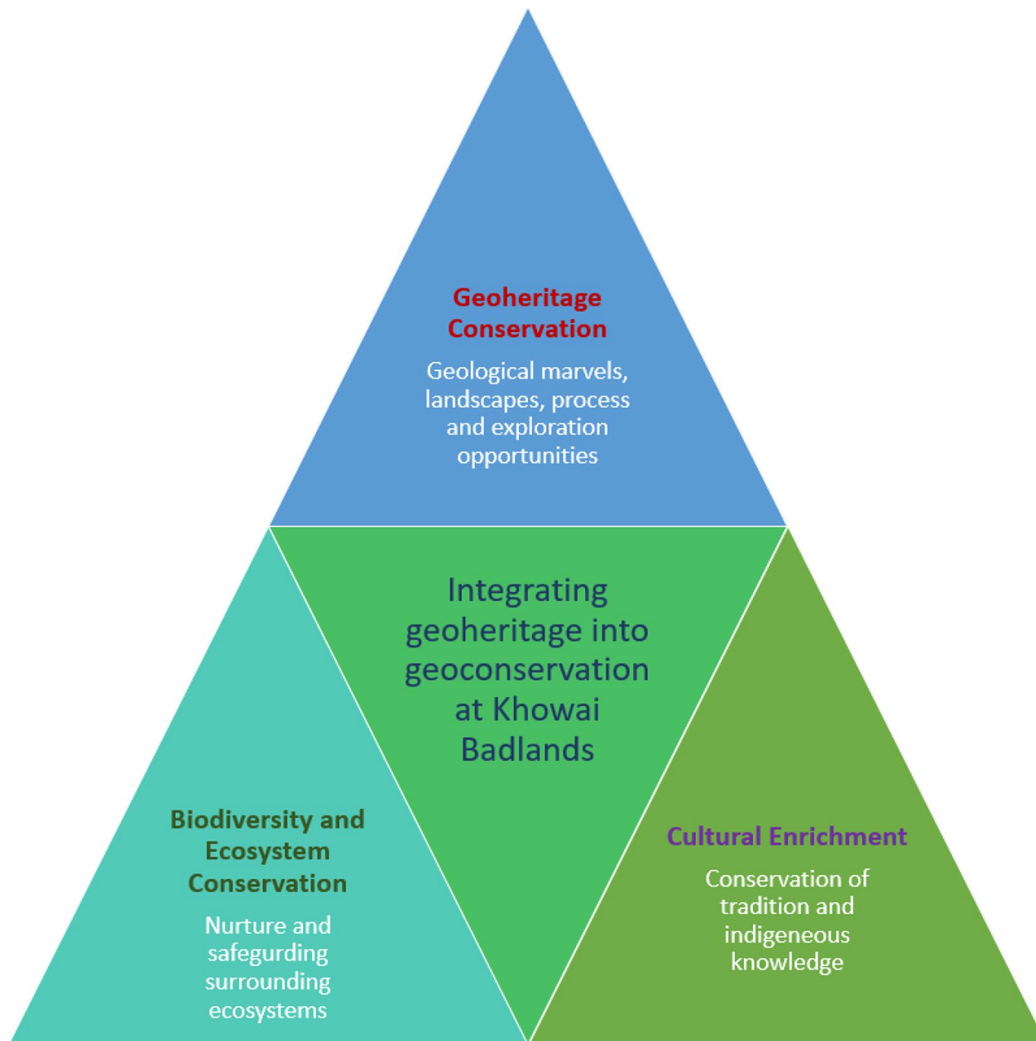 Geoheritage
Conservation
Geological marvels,
landscapes, process
and exploration
opportunities
Integrating
geoheritage into
geoconservation
at Khowai
Badlands
Biodiversity and
Ecosystem
Conservation
Nurture and
safegurding
surrounding
ecosystems
Cultural Enrichment
Conservation of
tradition and
indigeneous
knowledge